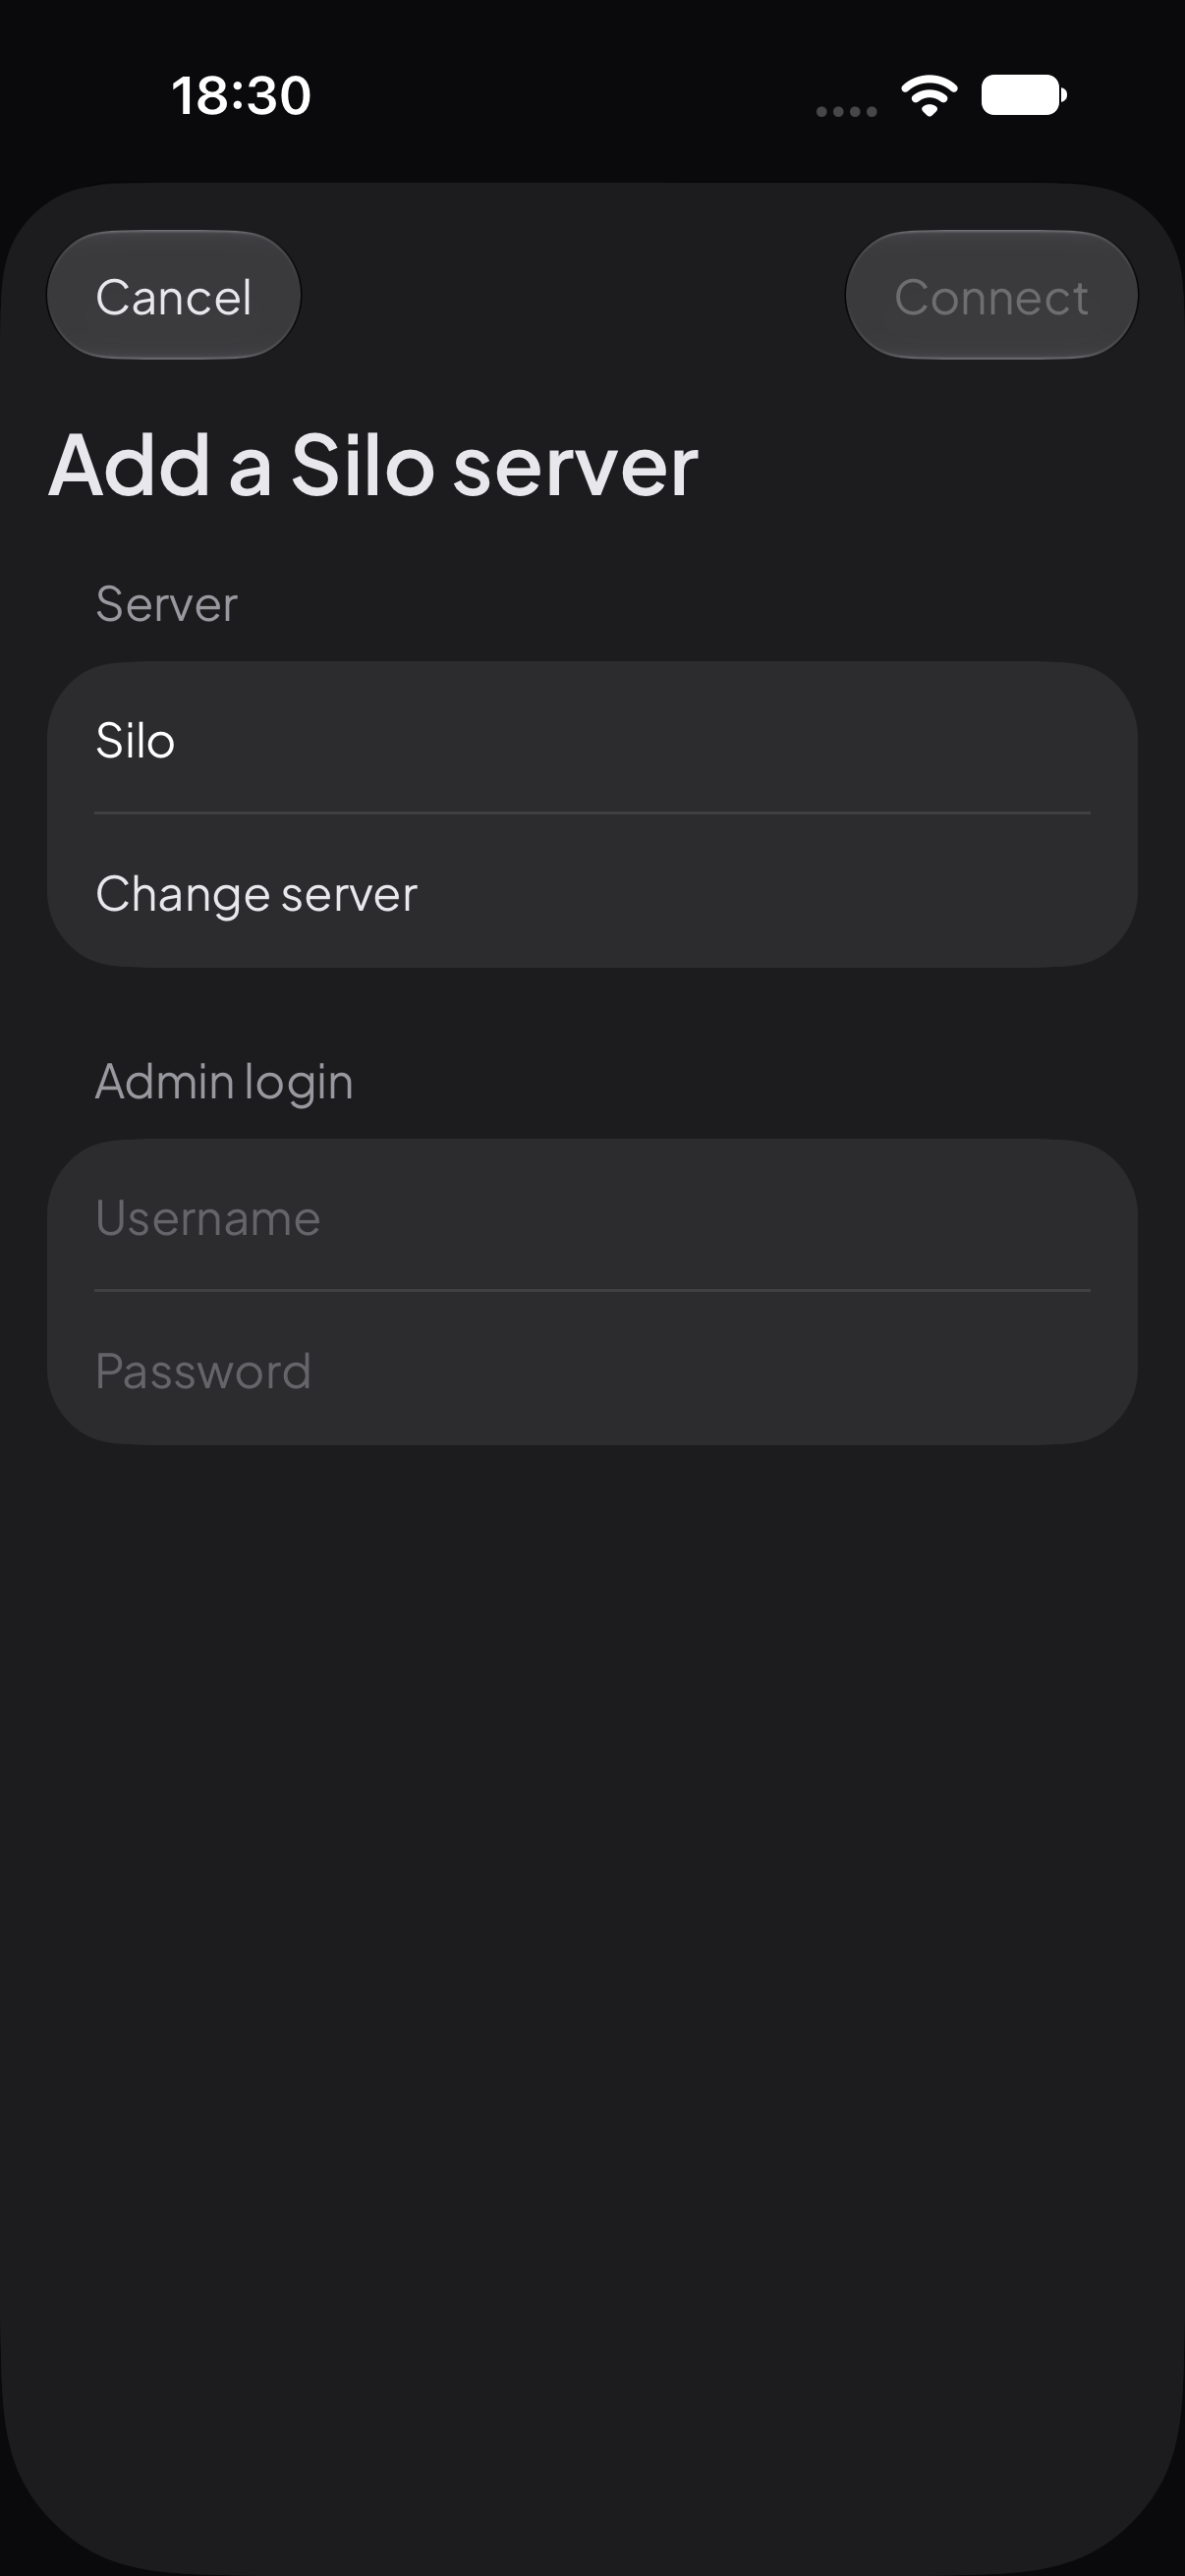 18:30
Cancel
Connect
Add a Silo server
Server
Silo
Change server
Admin login
Username
Password